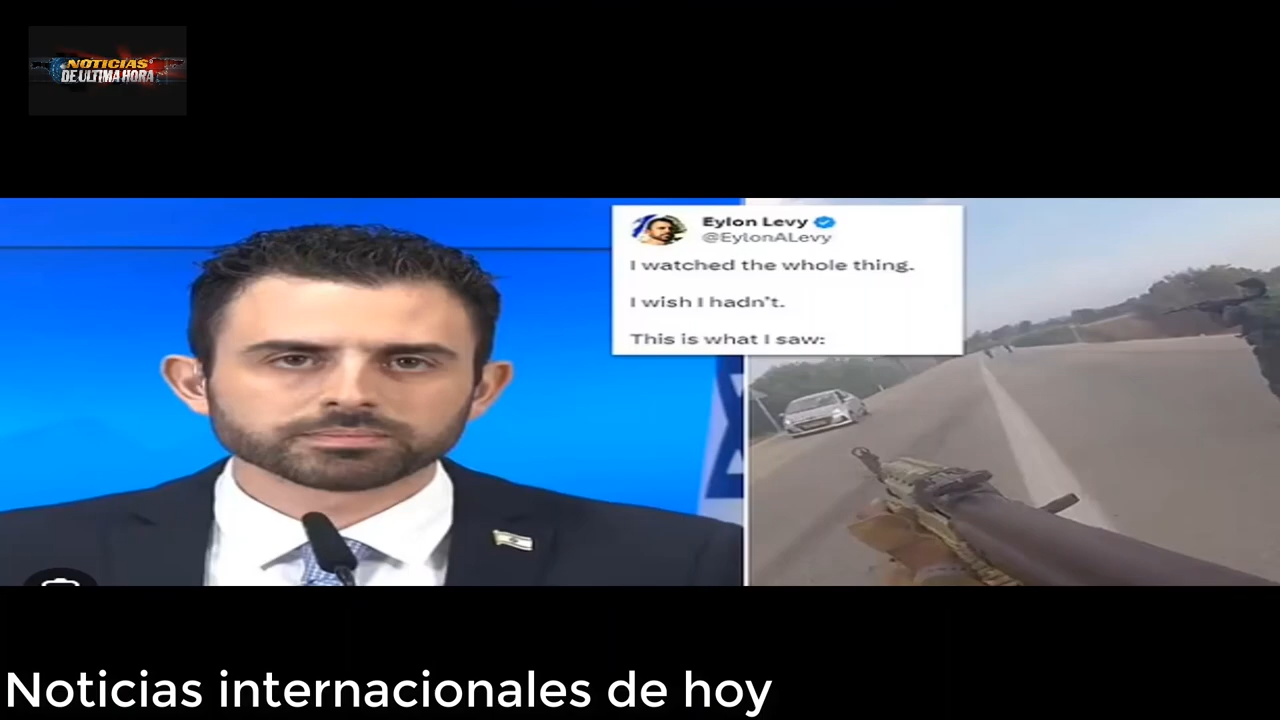 NOTICIAS
DE ULTIMA HORA
Eylon Levy
@EylonALevy
I watched the whole thing.
I wish I hadn't.
This is what I saw:
Noticias internacionales de hoy